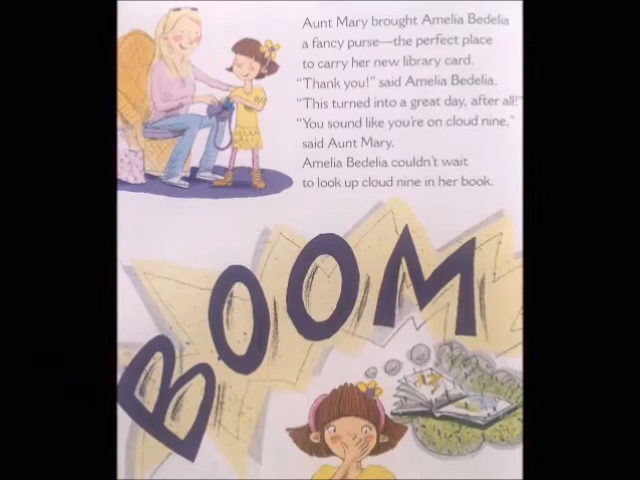 Aunt Mary brought Amelia Bedelia
a fancy purse—the perfect place
to carry her new library card.
"Thank you!" said Amelia Bedelia.
"This turned into a great day, after all!"
"You sound like you're on cloud nine,"
said Aunt Mary.
Amelia Bedelia couldn't wait
to look up cloud nine in her book.
BOOM